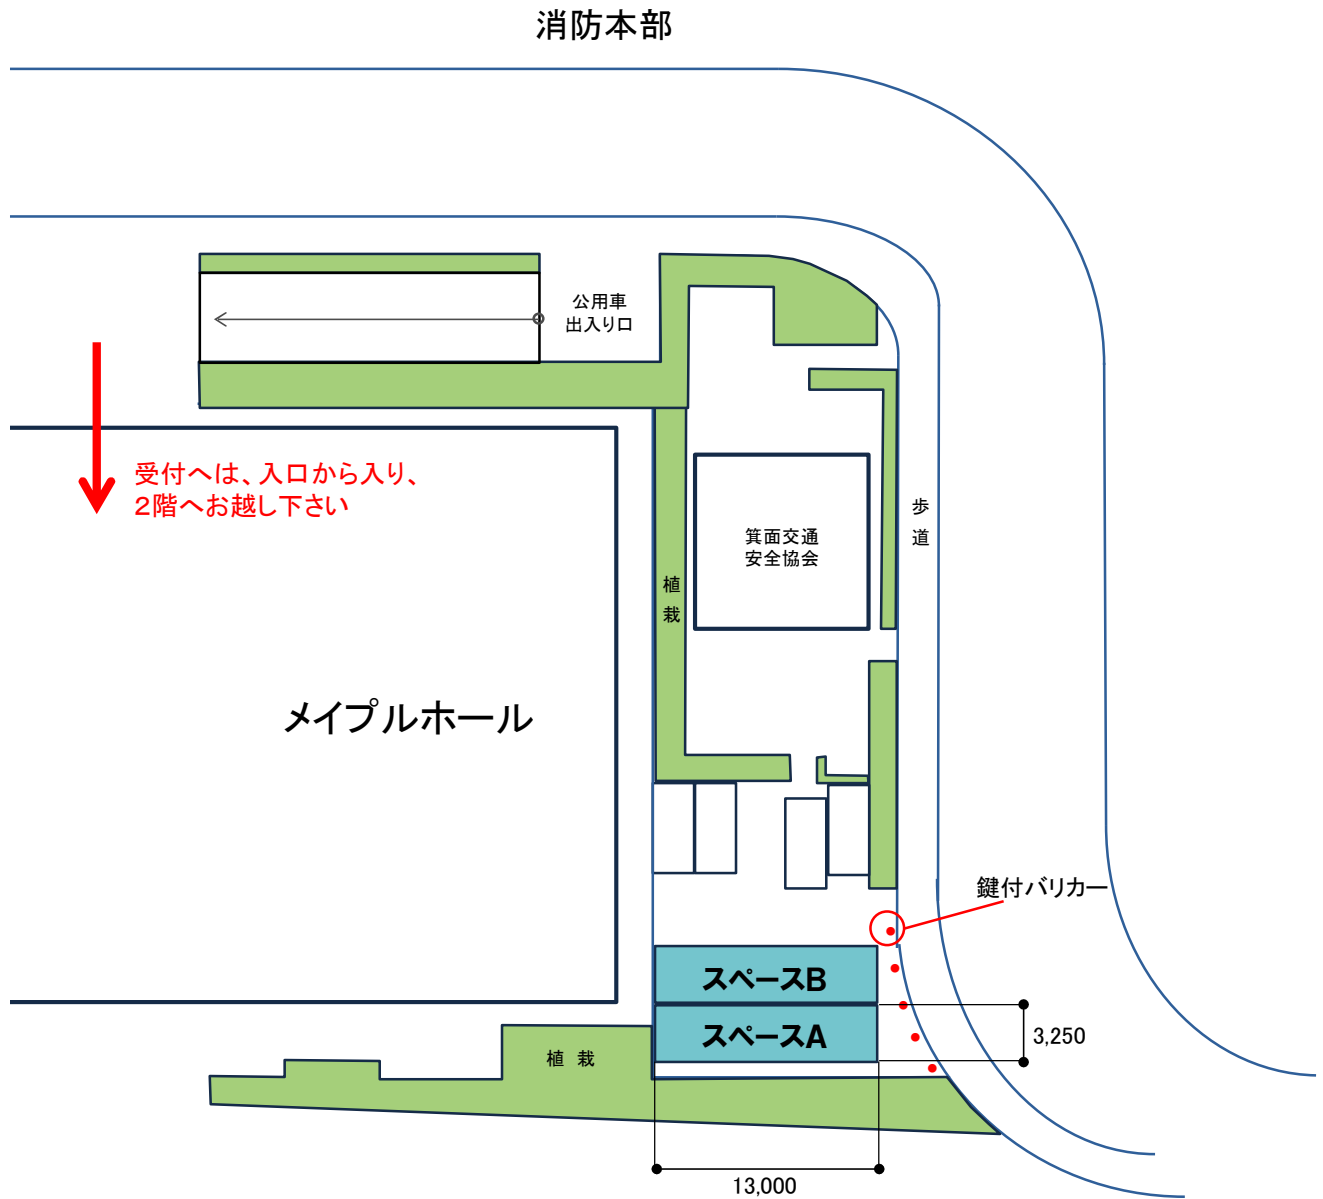 消防本部
公用車
出入り口
受付へは、入口から入り、
2階へお越し下さい
歩
道
箕面交通
安全協会
植
栽
メイプルホール
鍵付バリカー
スペースB
スペースA
3,250
植 栽
13,000